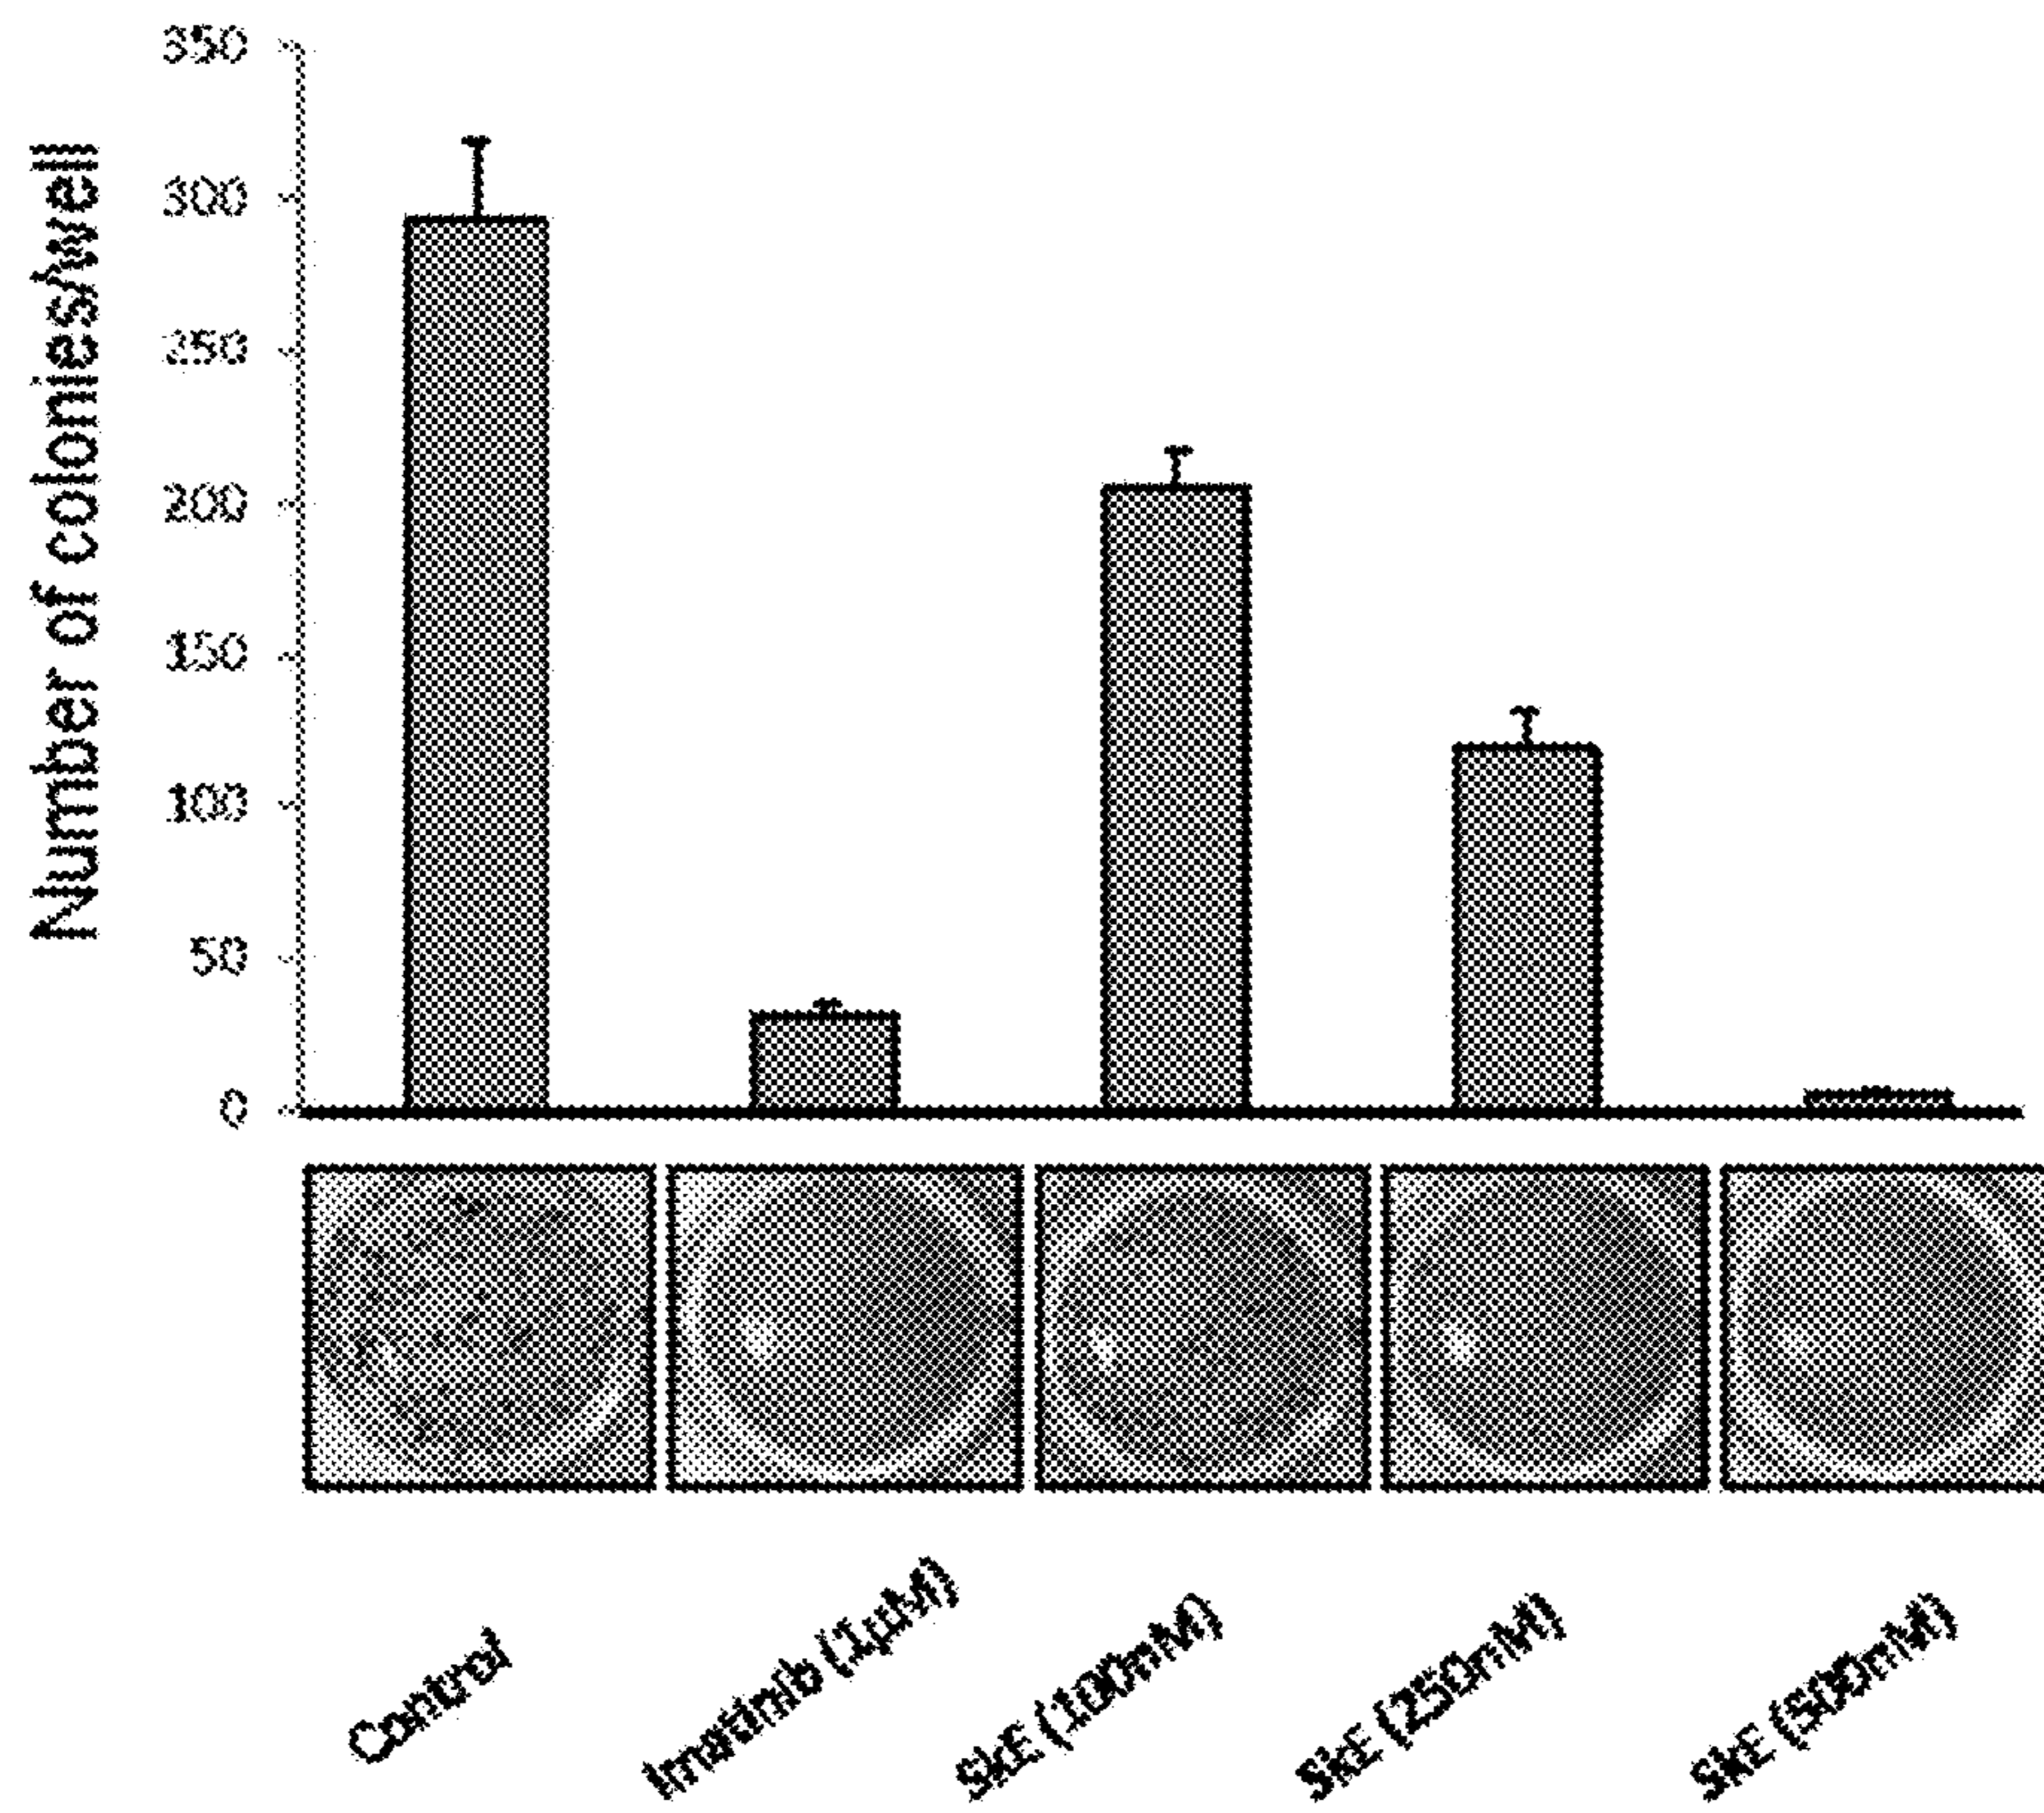 Number of colonies/well
350
300
250
200
150
100
50
0
Control
Imatinib (1µM)
SkE (100nM)
SkE (250nM)
SkE (500nM)